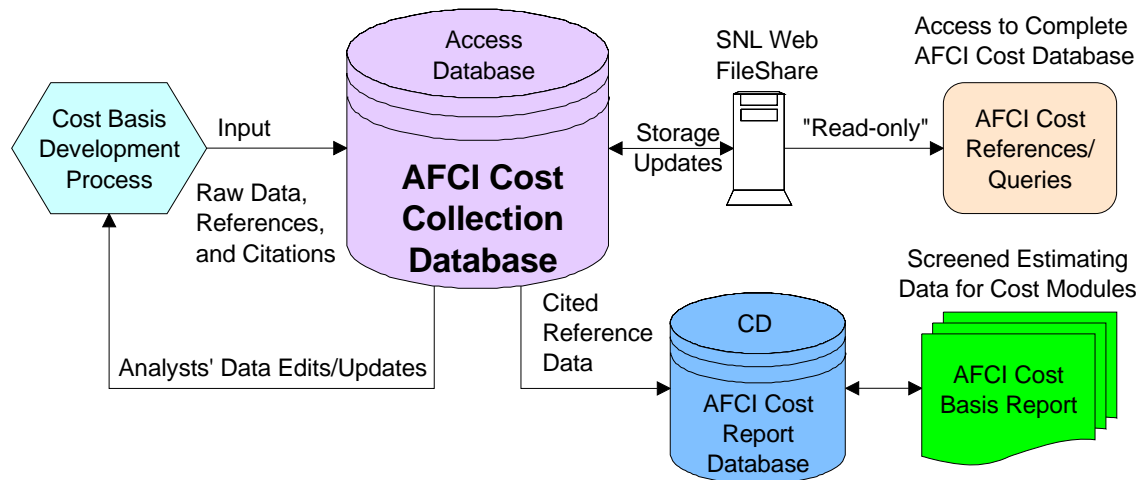 Cost Basis
Development
Process
Input
Raw Data,
References,
and Citations
Access
Database
AFCI Cost
Collection
Database
Storage
Updates
SNL Web
FileShare
"Read-only"
Access to Complete
AFCI Cost Database
AFCI Cost
References/
Queries
Analysts' Data Edits/Updates
Cited
Reference
Data
CD
AFCI Cost
Report
Database
Screened Estimating
Data for Cost Modules
AFCI Cost
Basis Report